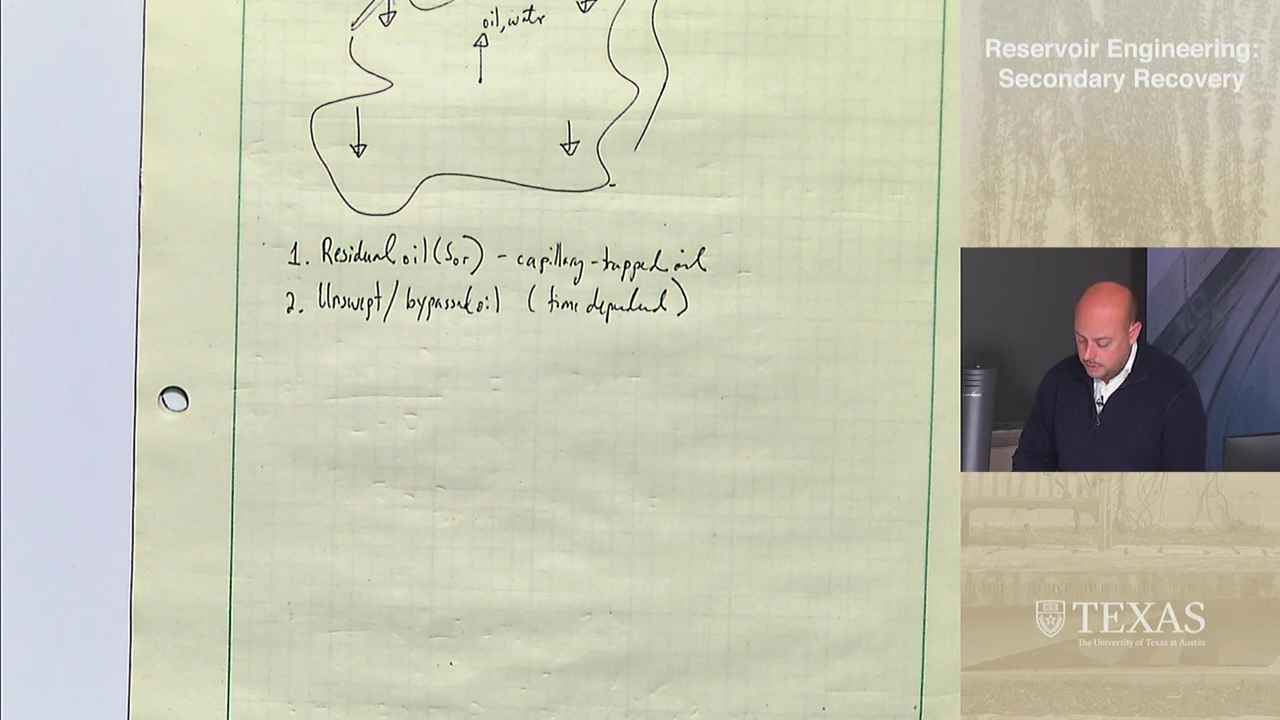 oil, water
1. Residual oil (Sor) - capillary-trapped oil
2. Unswept / bypassed oil (time dependent)
Reservoir Engineering:
Secondary Recovery
TEXAS
The University of Texas at Austin